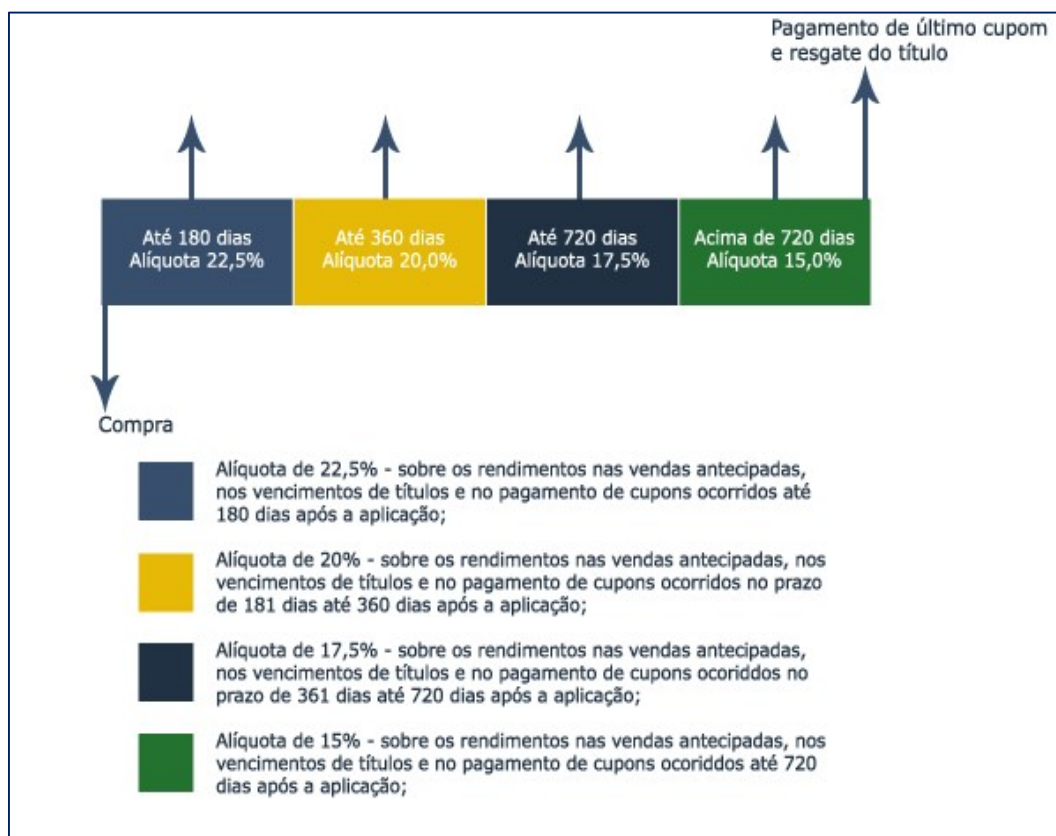 Pagamento de último cupom
e resgate do título
Até 180 dias
Alíquota 22,5%
Até 360 dias
Alíquota 20,0%
Até 720 dias
Alíquota 17,5%
Acima de 720 dias
Alíquota 15,0%
Compra
Alíquota de 22,5% - sobre os rendimentos nas vendas antecipadas,
nos vencimentos de títulos e no pagamento de cupons ocorridos até
180 dias após a aplicação;
Alíquota de 20% - sobre os rendimentos nas vendas antecipadas, nos
vencimentos de títulos e no pagamento de cupons ocorridos no prazo
de 181 dias até 360 dias após a aplicação;
Alíquota de 17,5% - sobre os rendimentos nas vendas antecipadas,
nos vencimentos de títulos e no pagamento de cupons ocoriddos no
prazo de 361 dias até 720 dias após a aplicação;
Alíquota de 15% - sobre os rendimentos nas vendas antecipadas, nos
vencimentos de títulos e no pagamento de cupons ocoriddos até 720
dias após a aplicação;